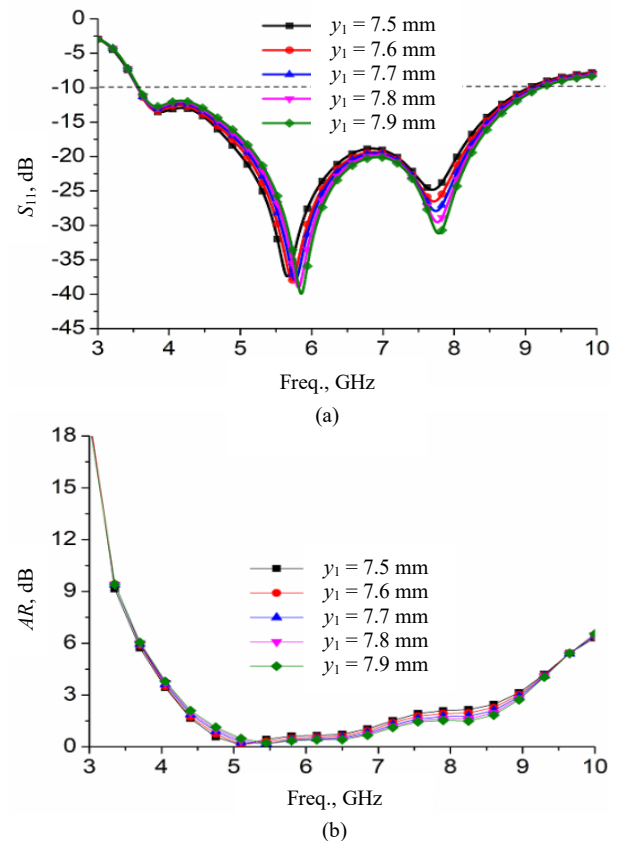 0
-5
-10
-15
-20
-25
-30
-35
-40
-45
S₁₁, dB
y₁ = 7.5 mm
y₁ = 7.6 mm
y₁ = 7.7 mm
y₁ = 7.8 mm
y₁ = 7.9 mm
3 4 5 6 7 8 9 10
Freq., GHz
(a)
18
15
12
9
6
3
0
AR, dB
y₁ = 7.5 mm
y₁ = 7.6 mm
y₁ = 7.7 mm
y₁ = 7.8 mm
y₁ = 7.9 mm
3 4 5 6 7 8 9 10
Freq., GHz
(b)